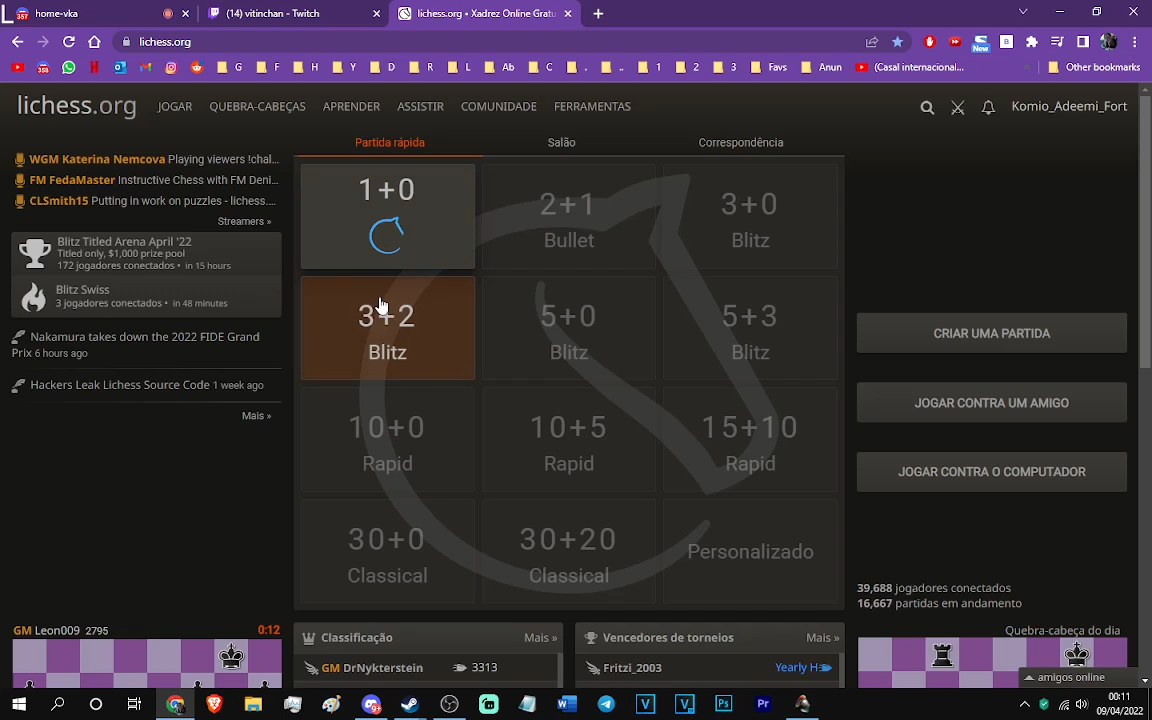 357 home-vka
(14) vitinchan - Twitch
lichess.org • Xadrez Online Gratu
lichess.org
New
B
358
G
F
H
Y
D
R
L
Ab
C
.
..
1
2
3
Favs
Anun
(Casal internacional...
Other bookmarks
lichess.org
JOGAR
QUEBRA-CABEÇAS
APRENDER
ASSISTIR
COMUNIDADE
FERRAMENTAS
Komio_Adeemi_Fort
Partida rápida
Salão
Correspondência
WGM Katerina Nemcova Playing viewers !chal...
FM FedaMaster Instructive Chess with FM Deni...
CLSmith15 Putting in work on puzzles - lichess....
Streamers »
Blitz Titled Arena April '22
Titled only, $1,000 prize pool
172 jogadores conectados • in 15 hours
Blitz Swiss
3 jogadores conectados • in 48 minutes
Nakamura takes down the 2022 FIDE Grand
Prix 6 hours ago
Hackers Leak Lichess Source Code 1 week ago
Mais »
1+0
2+1
Bullet
3+0
Blitz
3+2
Blitz
5+0
Blitz
5+3
Blitz
10+0
Rapid
10+5
Rapid
15+10
Rapid
30+0
Classical
30+20
Classical
Personalizado
CRIAR UMA PARTIDA
JOGAR CONTRA UM AMIGO
JOGAR CONTRA O COMPUTADOR
39,688 jogadores conectados
16,667 partidas em andamento
GM Leon009 2795
0:12
Classificação
Mais »
GM DrNykterstein
3313
Vencedores de torneios
Mais »
Fritzi_2003
Yearly H
Quebra-cabeça do dia
amigos online
00:11
09/04/2022